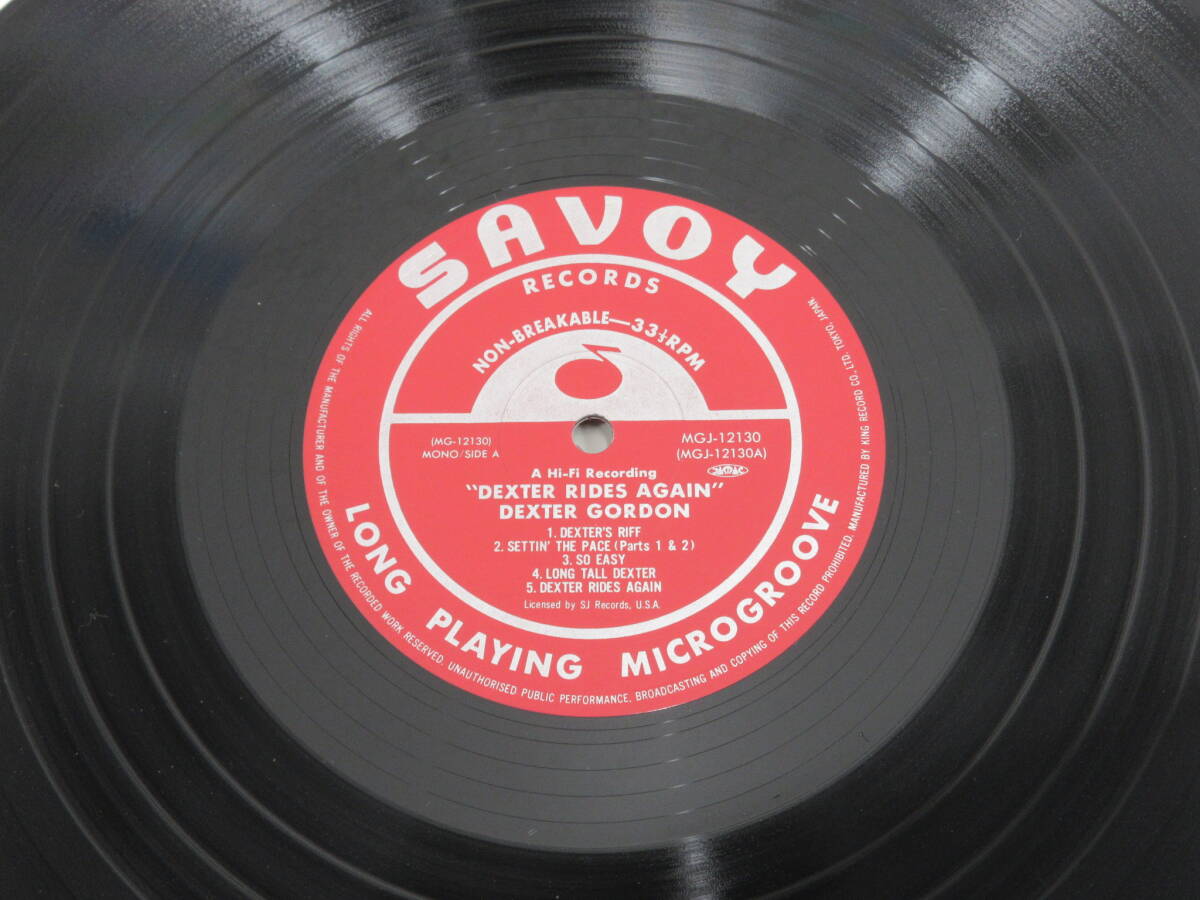 SAVOY
RECORDS
NON-BREAKABLE—33⅓RPM
(MG-12130)
MONO/SIDE A
MGJ-12130
(MGJ-12130A)
A Hi-Fi Recording
"DEXTER RIDES AGAIN"
DEXTER GORDON
1. DEXTER'S RIFF
2. SETTIN' THE PACE (Parts 1 & 2)
3. SO EASY
4. LONG TALL DEXTER
5. DEXTER RIDES AGAIN
Licensed by SJ Records, U.S.A.
LONG PLAYING MICROGROOVE
ALL RIGHTS OF THE MANUFACTURER AND OF THE OWNER OF THE RECORDED WORK RESERVED. UNAUTHORISED PUBLIC PERFORMANCE, BROADCASTING AND COPYING OF THIS RECORD PROHIBITED. MANUFACTURED BY KING RECORD CO., LTD. TOKYO, JAPAN